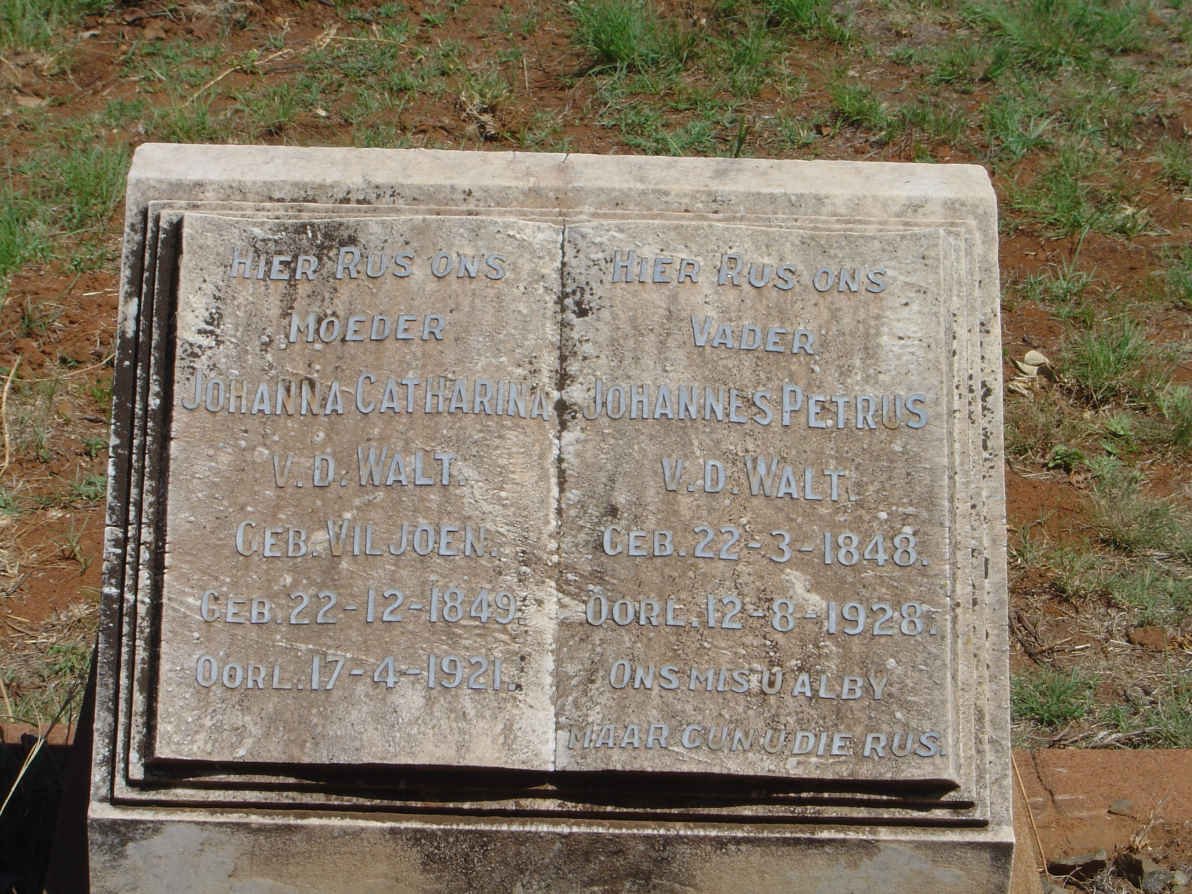 HIER RUS ONS
MOEDER
JOHANNA CATHARINA
V.D. WALT.
GEB. VILJOEN.
GEB. 22-12-1849.
OORL. 17-4-1921.
HIER RUS ONS
VADER
JOHANNES PETRUS
V.D. WALT.
GEB. 22-3-1848.
OORL. 12-8-1928.
ONS MIS U ALBY
MAAR GUN U DIE RUS.